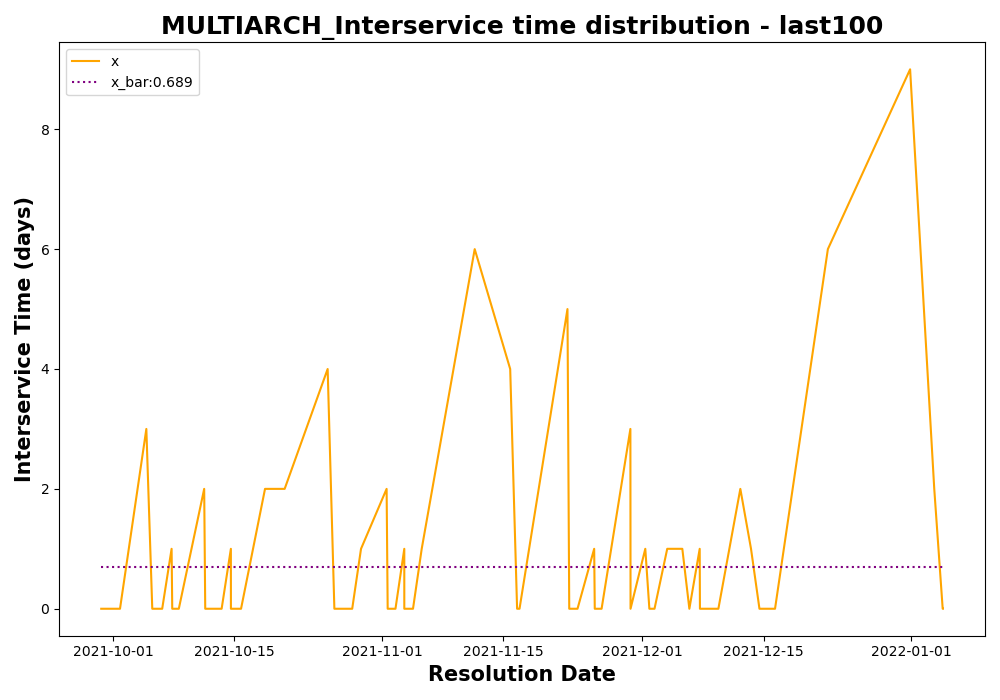 MULTIARCH_Interservice time distribution - last100
x
x_bar:0.689
Interservice Time (days)
8
6
4
2
0
2021-10-01 2021-10-15 2021-11-01 2021-11-15 2021-12-01 2021-12-15 2022-01-01
Resolution Date